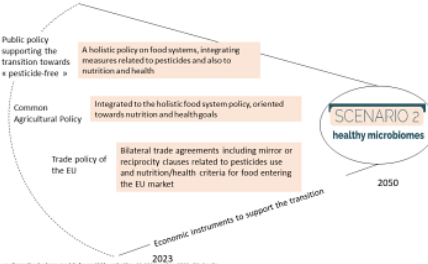 Public policy
supporting the
transition towards
« pesticide-free »
A holistic policy on food systems, integrating
measures related to pesticides and also to
nutrition and health
Common
Agricultural Policy
Integrated to the holistic food system policy, oriented
towards nutrition and healthgoals
Trade policy of
the EU
Bilateral trade agreements including mirror or
reciprocity clauses related to pesticides use
and nutrition/health criteria for food entering
the EU market
SCENARIO 2
healthy microbiomes
2050
Economic instruments to support the transition
2023